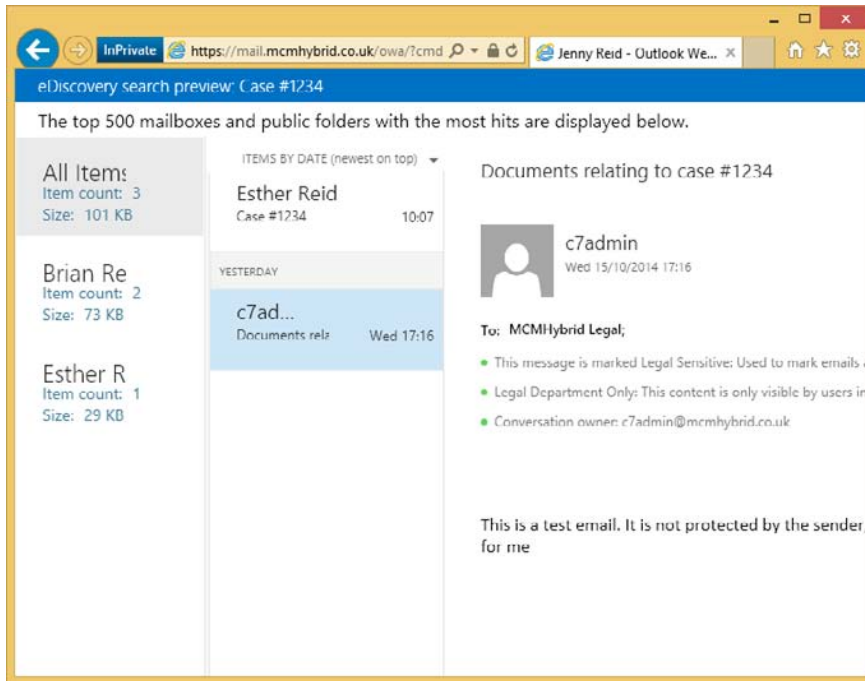 InPrivate
https://mail.mcmhybrid.co.uk/owa/?cmd
Jenny Reid - Outlook We... ×
eDiscovery search preview: Case #1234
The top 500 mailboxes and public folders with the most hits are displayed below.
All Items
Item count: 3
Size: 101 KB
Brian Re
Item count: 2
Size: 73 KB
Esther R
Item count: 1
Size: 29 KB
ITEMS BY DATE (newest on top)
Esther Reid
Case #1234 10:07
YESTERDAY
c7ad...
Documents rela Wed 17:16
Documents relating to case #1234
c7admin
Wed 15/10/2014 17:16
To: MCMHybrid Legal;
This message is marked Legal Sensitive: Used to mark emails a
Legal Department Only: This content is only visible by users in
Conversation owner: c7admin@mcmhybrid.co.uk
This is a test email. It is not protected by the sender,
for me